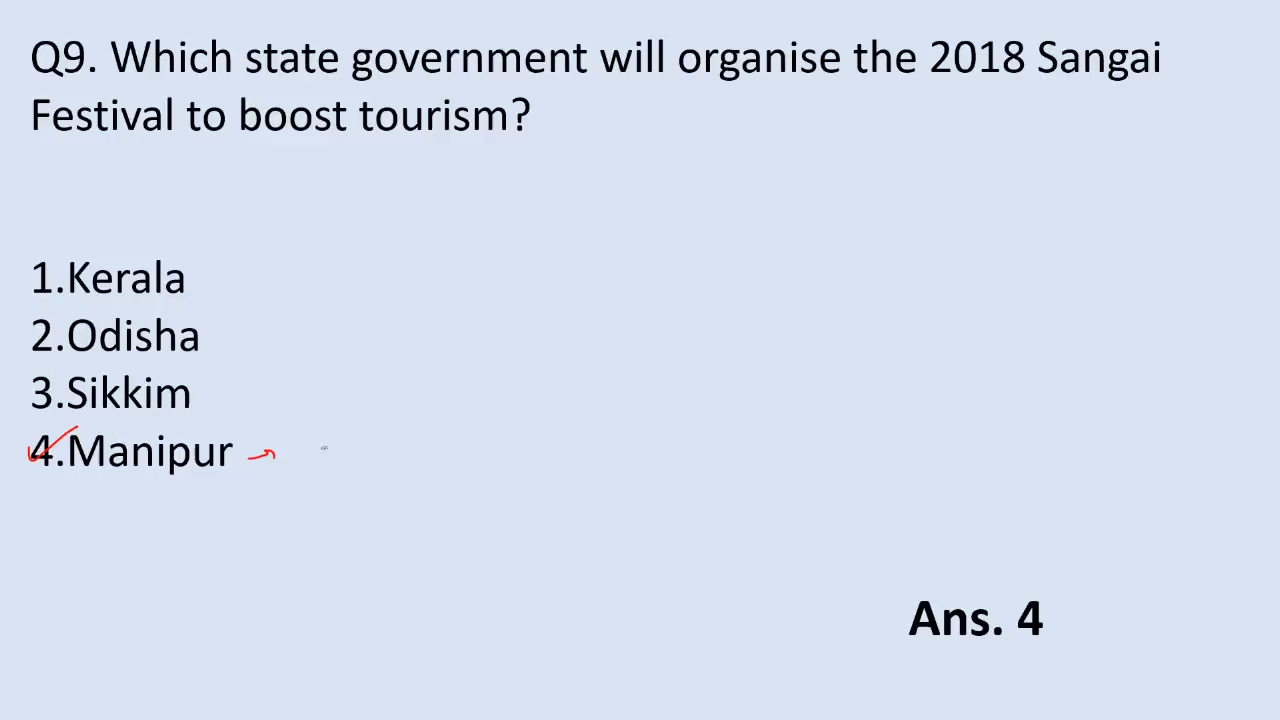 Q9. Which state government will organise the 2018 Sangai
Festival to boost tourism?
1.Kerala
2.Odisha
3.Sikkim
4.Manipur
Ans. 4